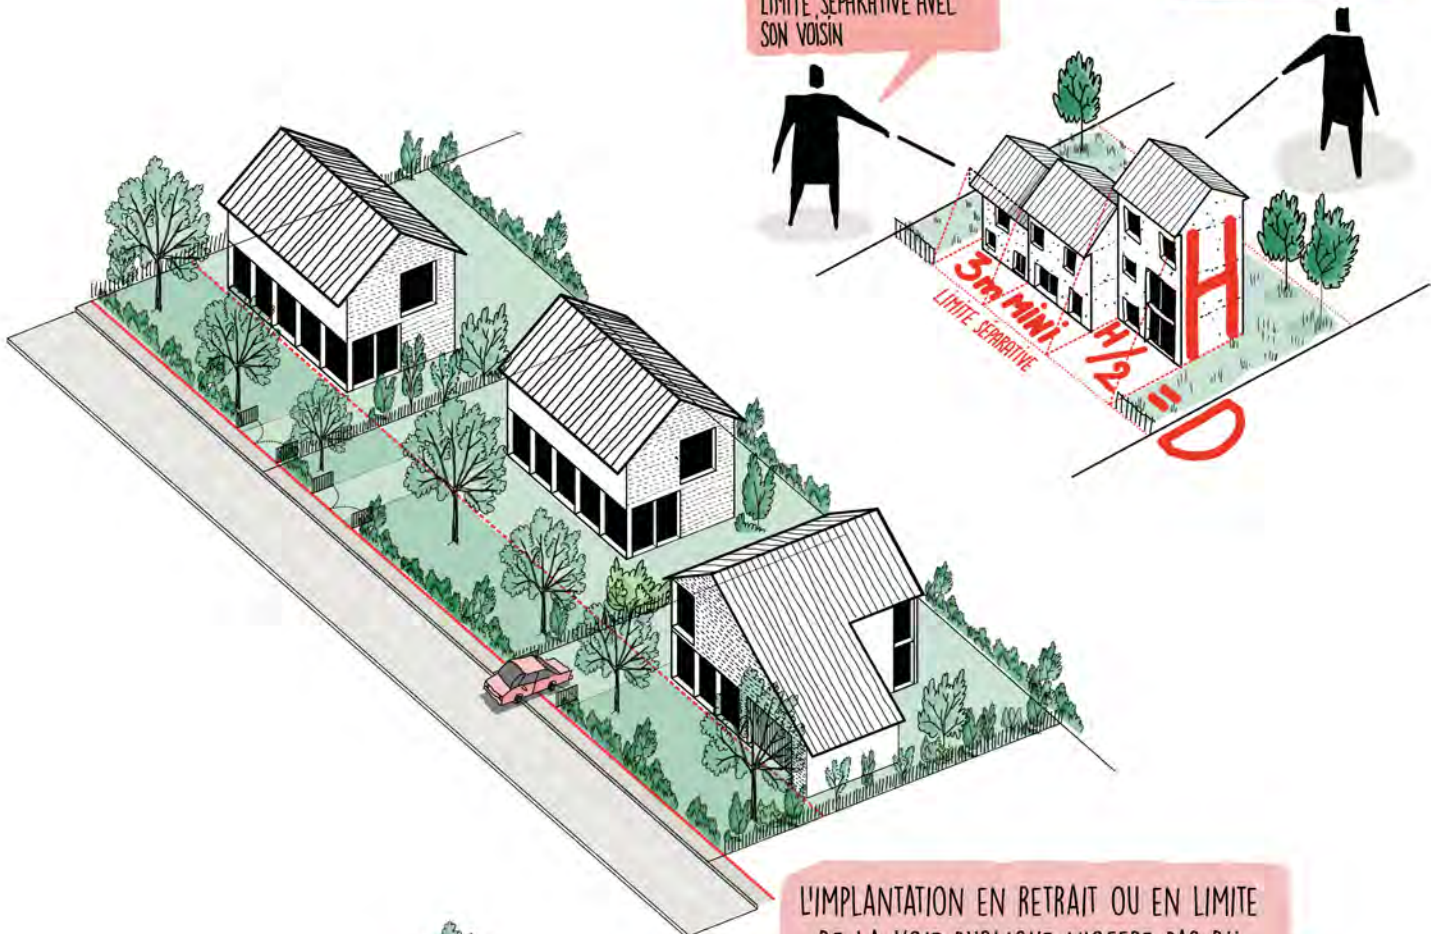 LIMITE SÉPARATIVE AVEC
SON VOISIN
3m MINI
LIMITE SÉPARATIVE
H/2
=
D
H
L'IMPLANTATION EN RETRAIT OU EN LIMITE